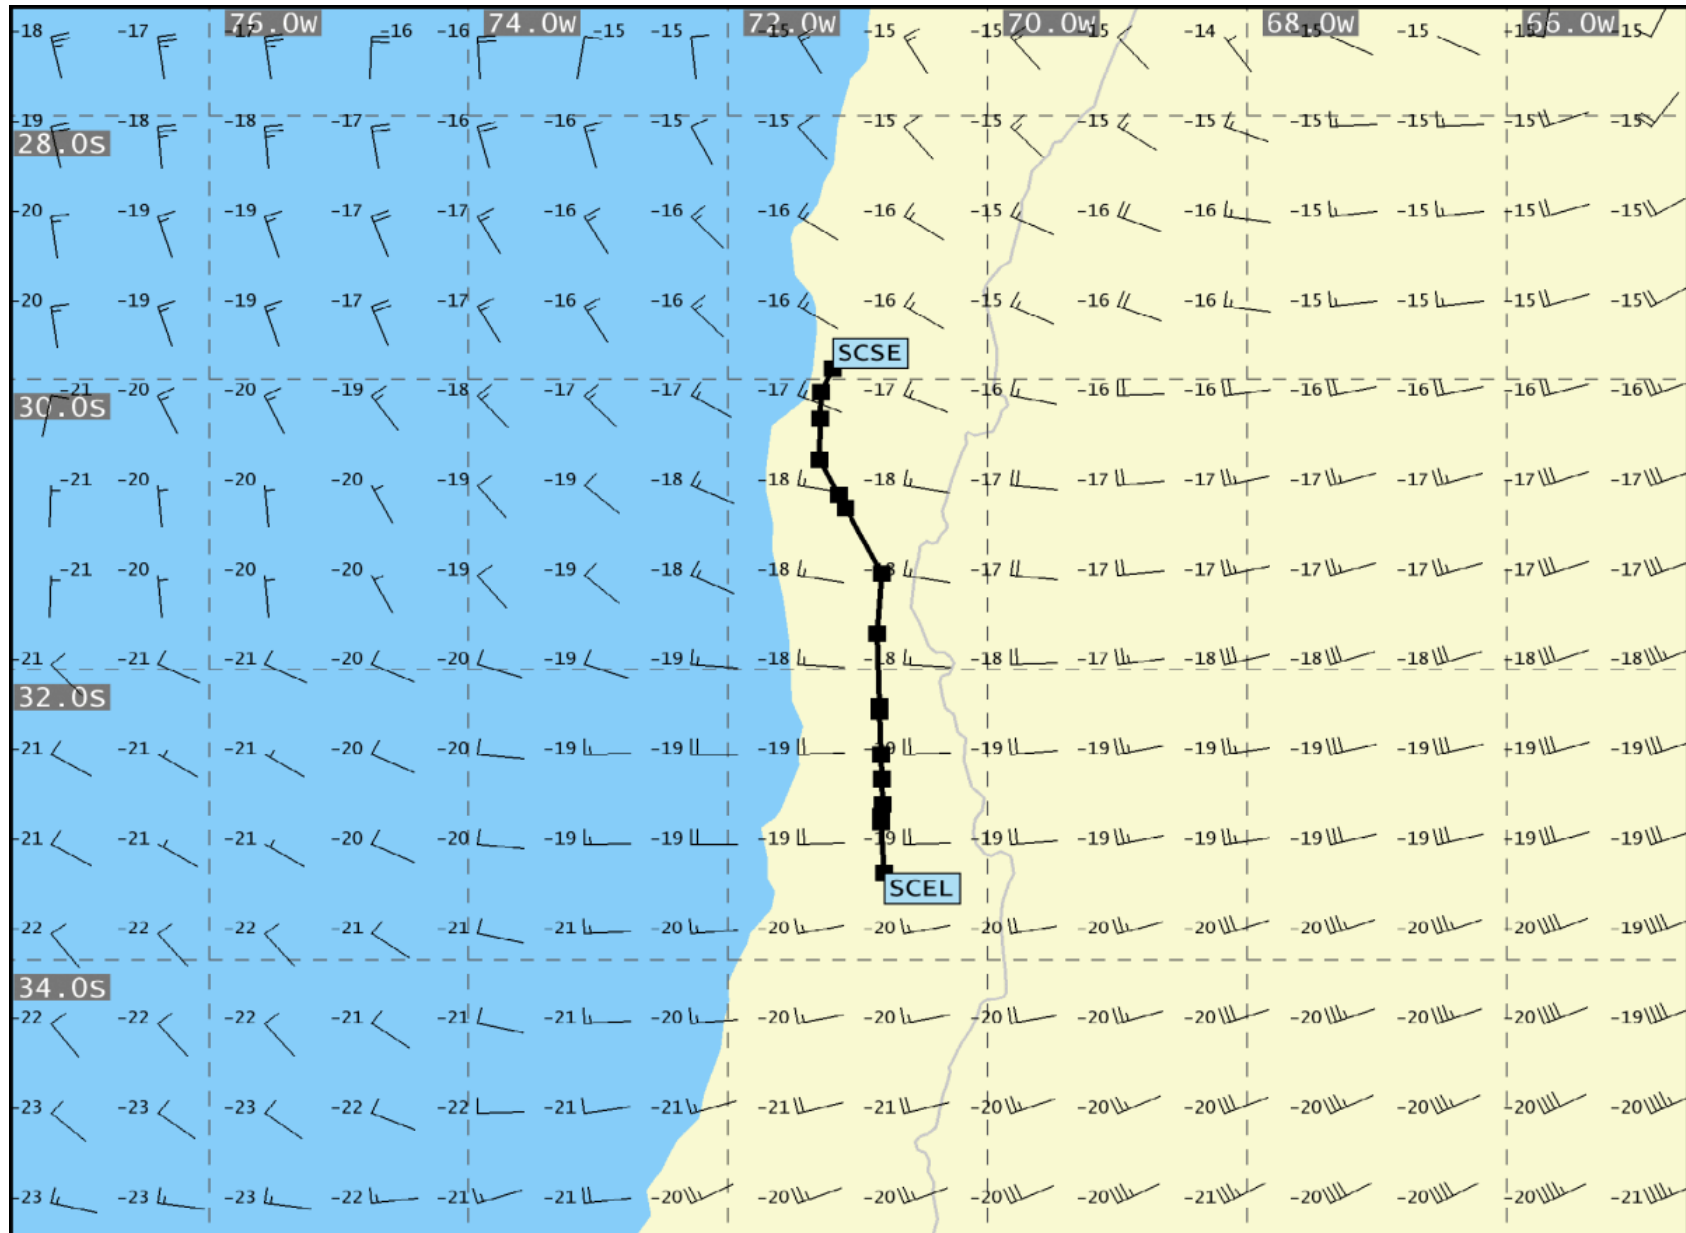 -18 -17 -17 76.0W -16 -16 74.0W -15 -15 72.0W -15 -15 -15 70.0W -15 -14 68.0W -15 -15 -15 66.0W -15
-19 -18 -18 -17 -16 -16 -15 -15 -15 -15 -15 -15 -15 -15 -15 -15
28.0S
-20 -19 -19 -17 -17 -16 -16 -16 -16 -15 -16 -16 -15 -15 -15 -15
-20 -19 -19 -17 -17 -16 -16 -16 -16 -15 -16 -16 -15 -15 -15 -15
SCSE
-21 -20 -20 -19 -18 -17 -17 -17 -17 -16 -16 -16 -16 -16 -16 -16
30.0S
-21 -20 -20 -20 -19 -19 -18 -18 -18 -17 -17 -17 -17 -17 -17 -17
-21 -20 -20 -20 -19 -19 -18 -18 -18 -17 -17 -17 -17 -17 -17 -17
-21 -21 -21 -20 -20 -19 -19 -18 -18 -18 -17 -18 -18 -18 -18 -18
32.0S
-21 -21 -21 -20 -20 -19 -19 -19 -19 -19 -19 -19 -19 -19 -19 -19
-21 -21 -21 -20 -20 -19 -19 -19 -19 -19 -19 -19 -19 -19 -19 -19
SCEL
-22 -22 -22 -21 -21 -21 -20 -20 -20 -20 -20 -20 -20 -20 -20 -19
34.0S
-22 -22 -22 -21 -21 -21 -20 -20 -20 -20 -20 -20 -20 -20 -20 -19
-23 -23 -23 -22 -22 -21 -21 -21 -21 -20 -20 -20 -20 -20 -20 -20
-23 -23 -23 -22 -21 -21 -20 -20 -20 -20 -20 -21 -20 -20 -20 -21